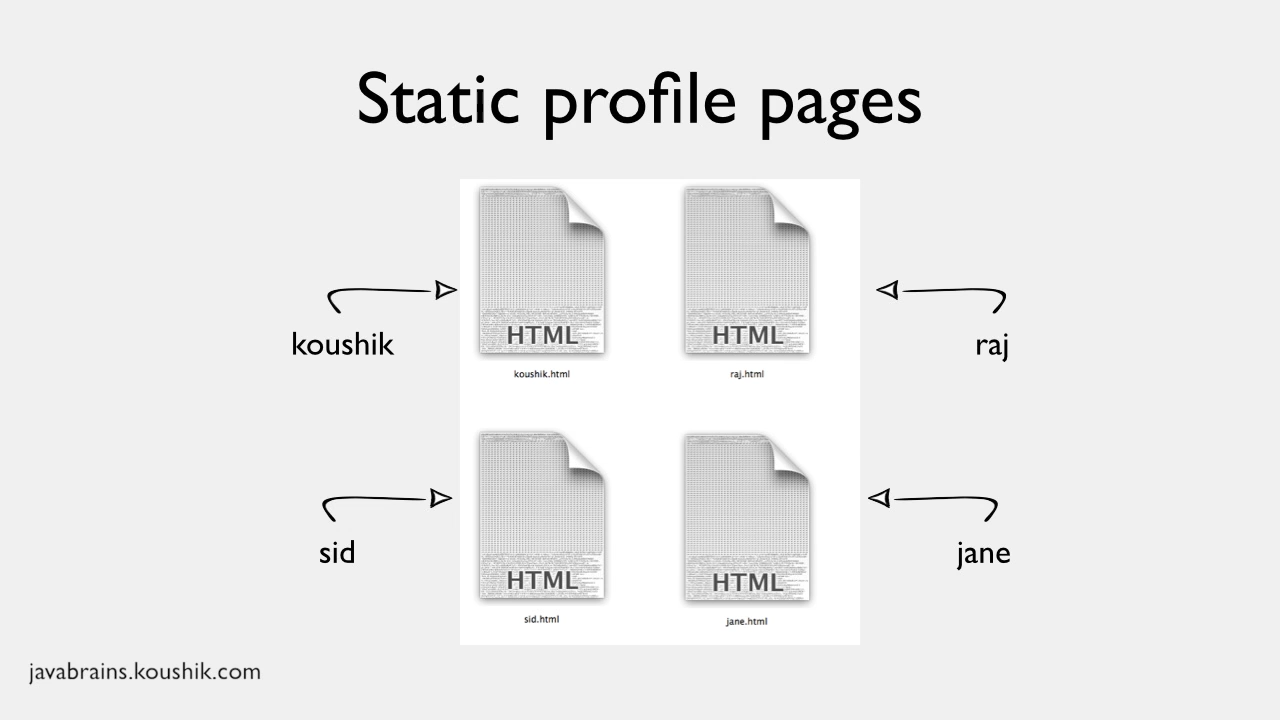 Static profile pages
HTML
HTML
koushik
raj
koushik.html
raj.html
HTML
HTML
sid
jane
sid.html
jane.html
javabrains.koushik.com